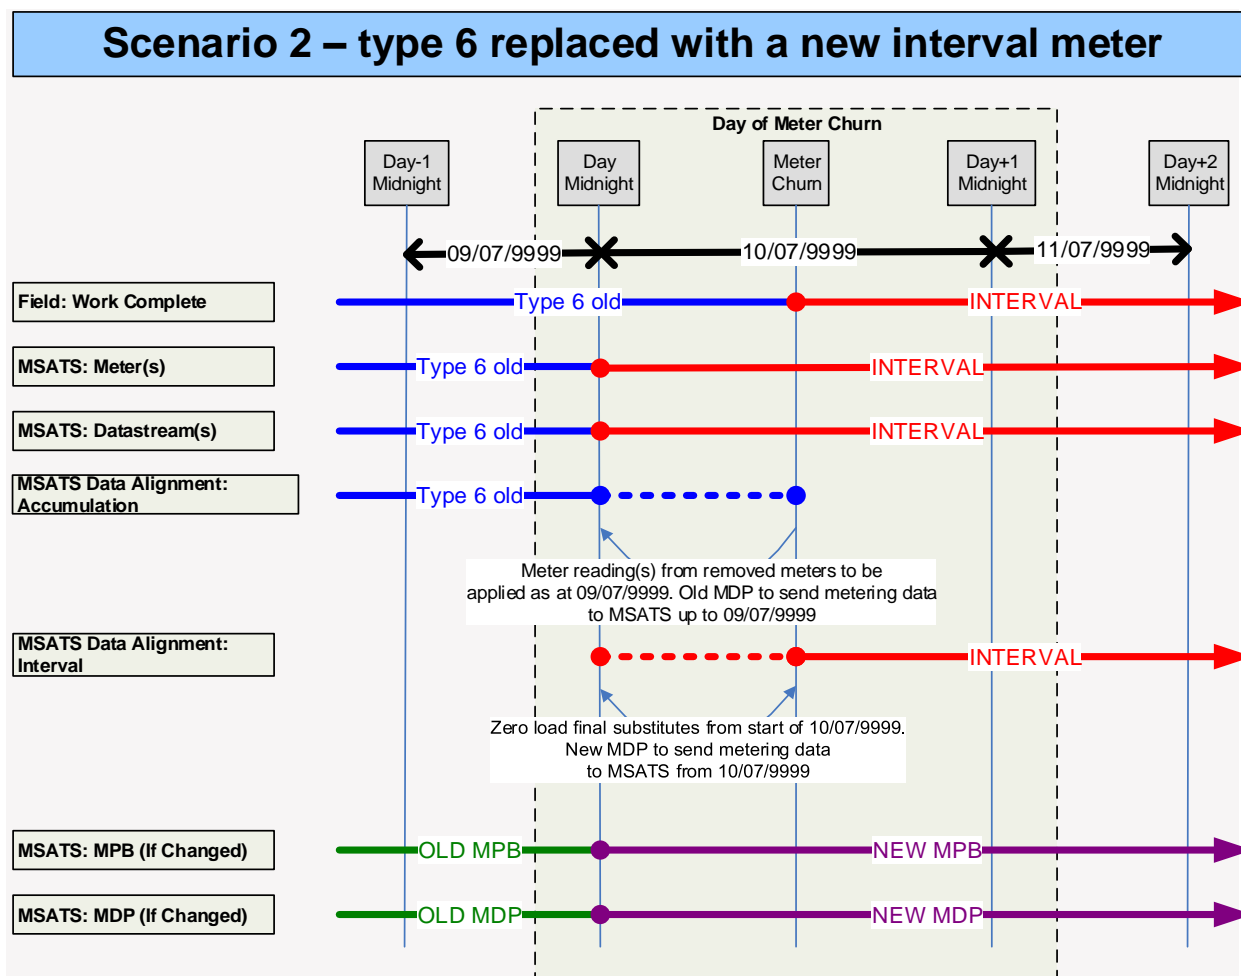 Scenario 2 – type 6 replaced with a new interval meter
Day of Meter Churn
Day-1
Midnight
Day
Midnight
Meter
Churn
Day+1
Midnight
Day+2
Midnight
09/07/9999
10/07/9999
11/07/9999
Field: Work Complete
Type 6 old
INTERVAL
MSATS: Meter(s)
Type 6 old
INTERVAL
MSATS: Datastream(s)
Type 6 old
INTERVAL
MSATS Data Alignment:
Accumulation
Type 6 old
Meter reading(s) from removed meters to be
applied as at 09/07/9999. Old MDP to send metering data
to MSATS up to 09/07/9999
MSATS Data Alignment:
Interval
INTERVAL
Zero load final substitutes from start of 10/07/9999.
New MDP to send metering data
to MSATS from 10/07/9999
MSATS: MPB (If Changed)
OLD MPB
NEW MPB
MSATS: MDP (If Changed)
OLD MDP
NEW MDP